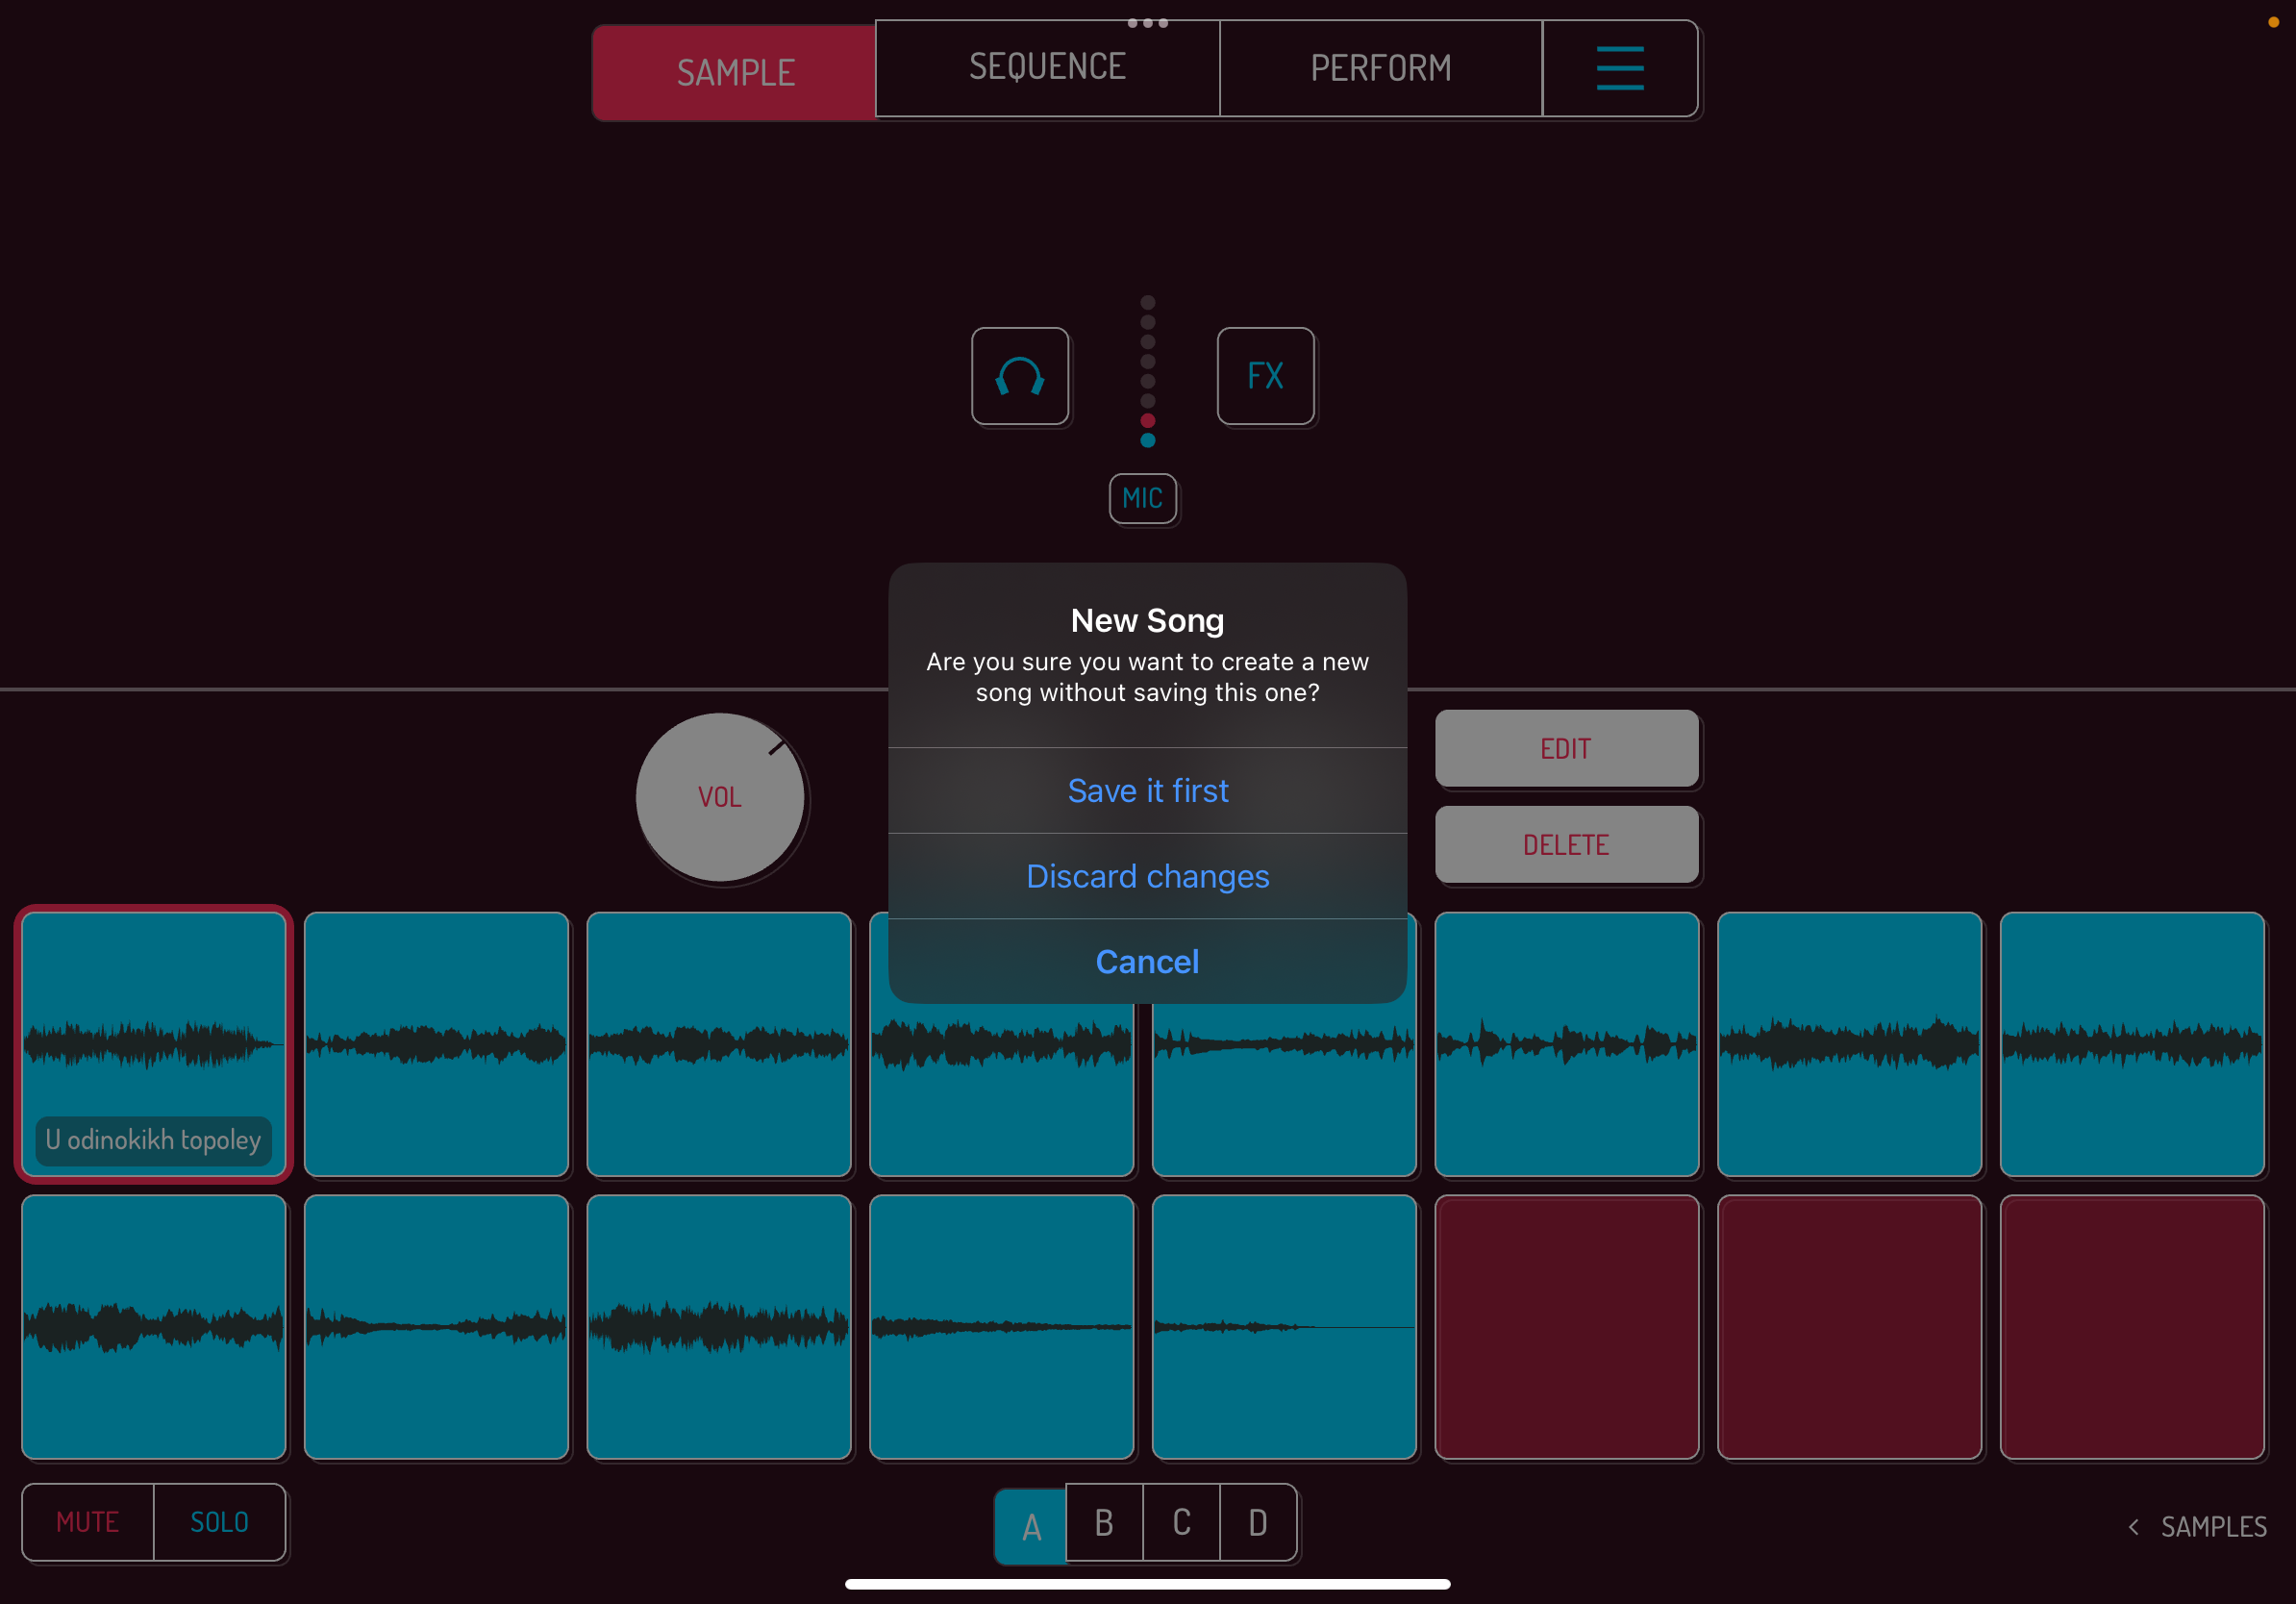 SAMPLE
SEQUENCE
PERFORM
FX
MIC
New Song
Are you sure you want to create a new
song without saving this one?
VOL
EDIT
Save it first
DELETE
Discard changes
Cancel
U odinokikh topoley
MUTE
SOLO
A
B
C
D
< SAMPLES